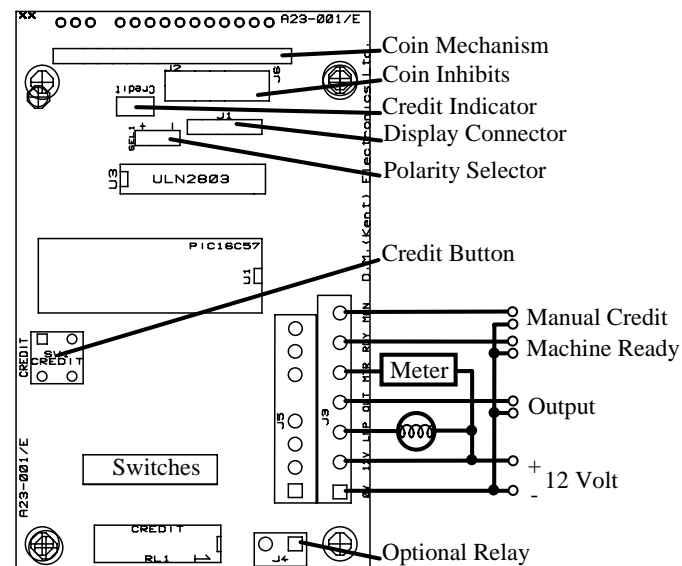 xx
A23-001/E
Coin Mechanism
J2
J6
Coin Inhibits
Credit
Credit Indicator
J1
Display Connector
SEL1
+ -
Polarity Selector
U3
ULN2803
D.M.(Kent) Electronics Ltd.
PIC16C57
U1
Credit Button
CREDIT
SW1
CREDIT
MAN
Manual Credit
RDY
Machine Ready
MTR
Meter
OUT
Output
LMP
J5
J3
12V
+
12 Volt
-
0V
Switches
A23-001/E
CREDIT
RL1
1
J4
Optional Relay